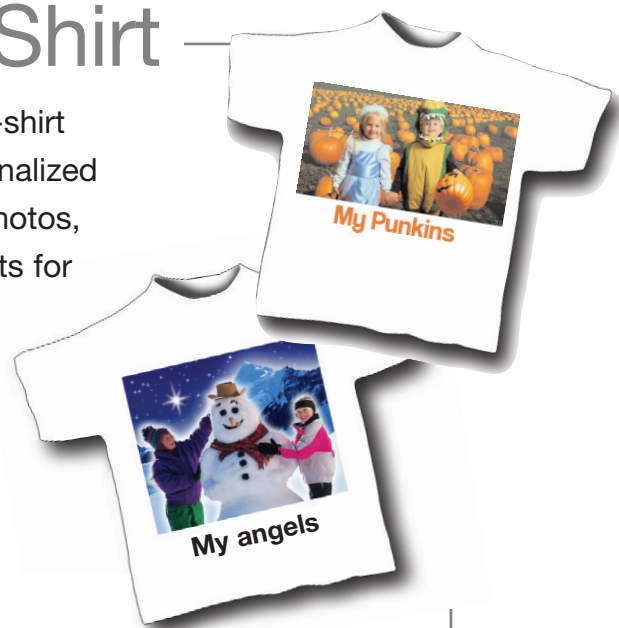 Shirt
-shirt
nalized
hotos,
ts for
My Punkins
My angels